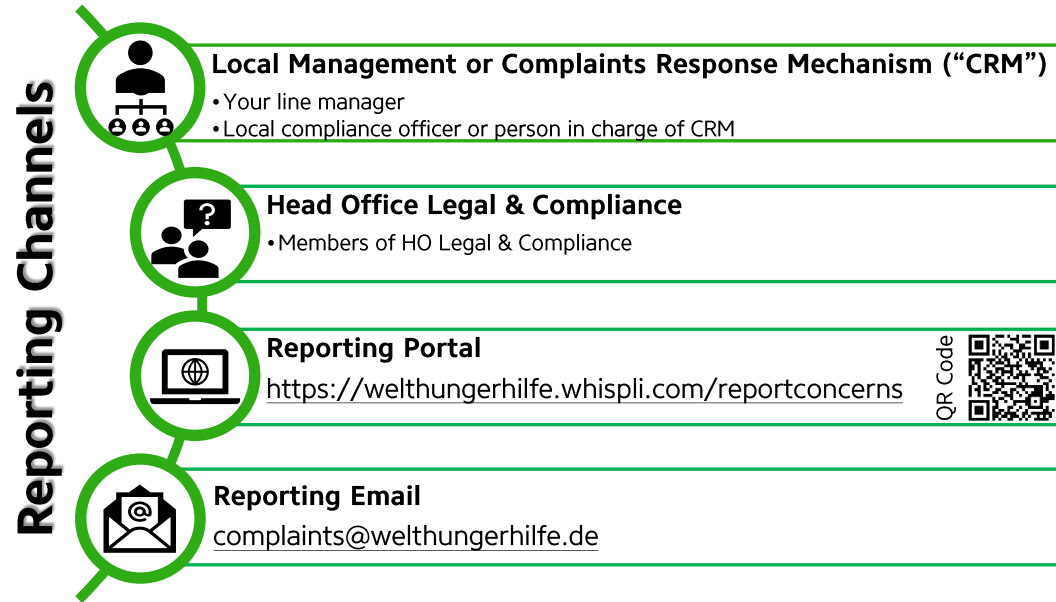 Reporting Channels
Local Management or Complaints Response Mechanism (“CRM”)
•Your line manager
•Local compliance officer or person in charge of CRM
?
Head Office Legal & Compliance
•Members of HO Legal & Compliance
Reporting Portal
https://welthungerhilfe.whispli.com/reportconcerns
QR Code
@
Reporting Email
complaints@welthungerhilfe.de